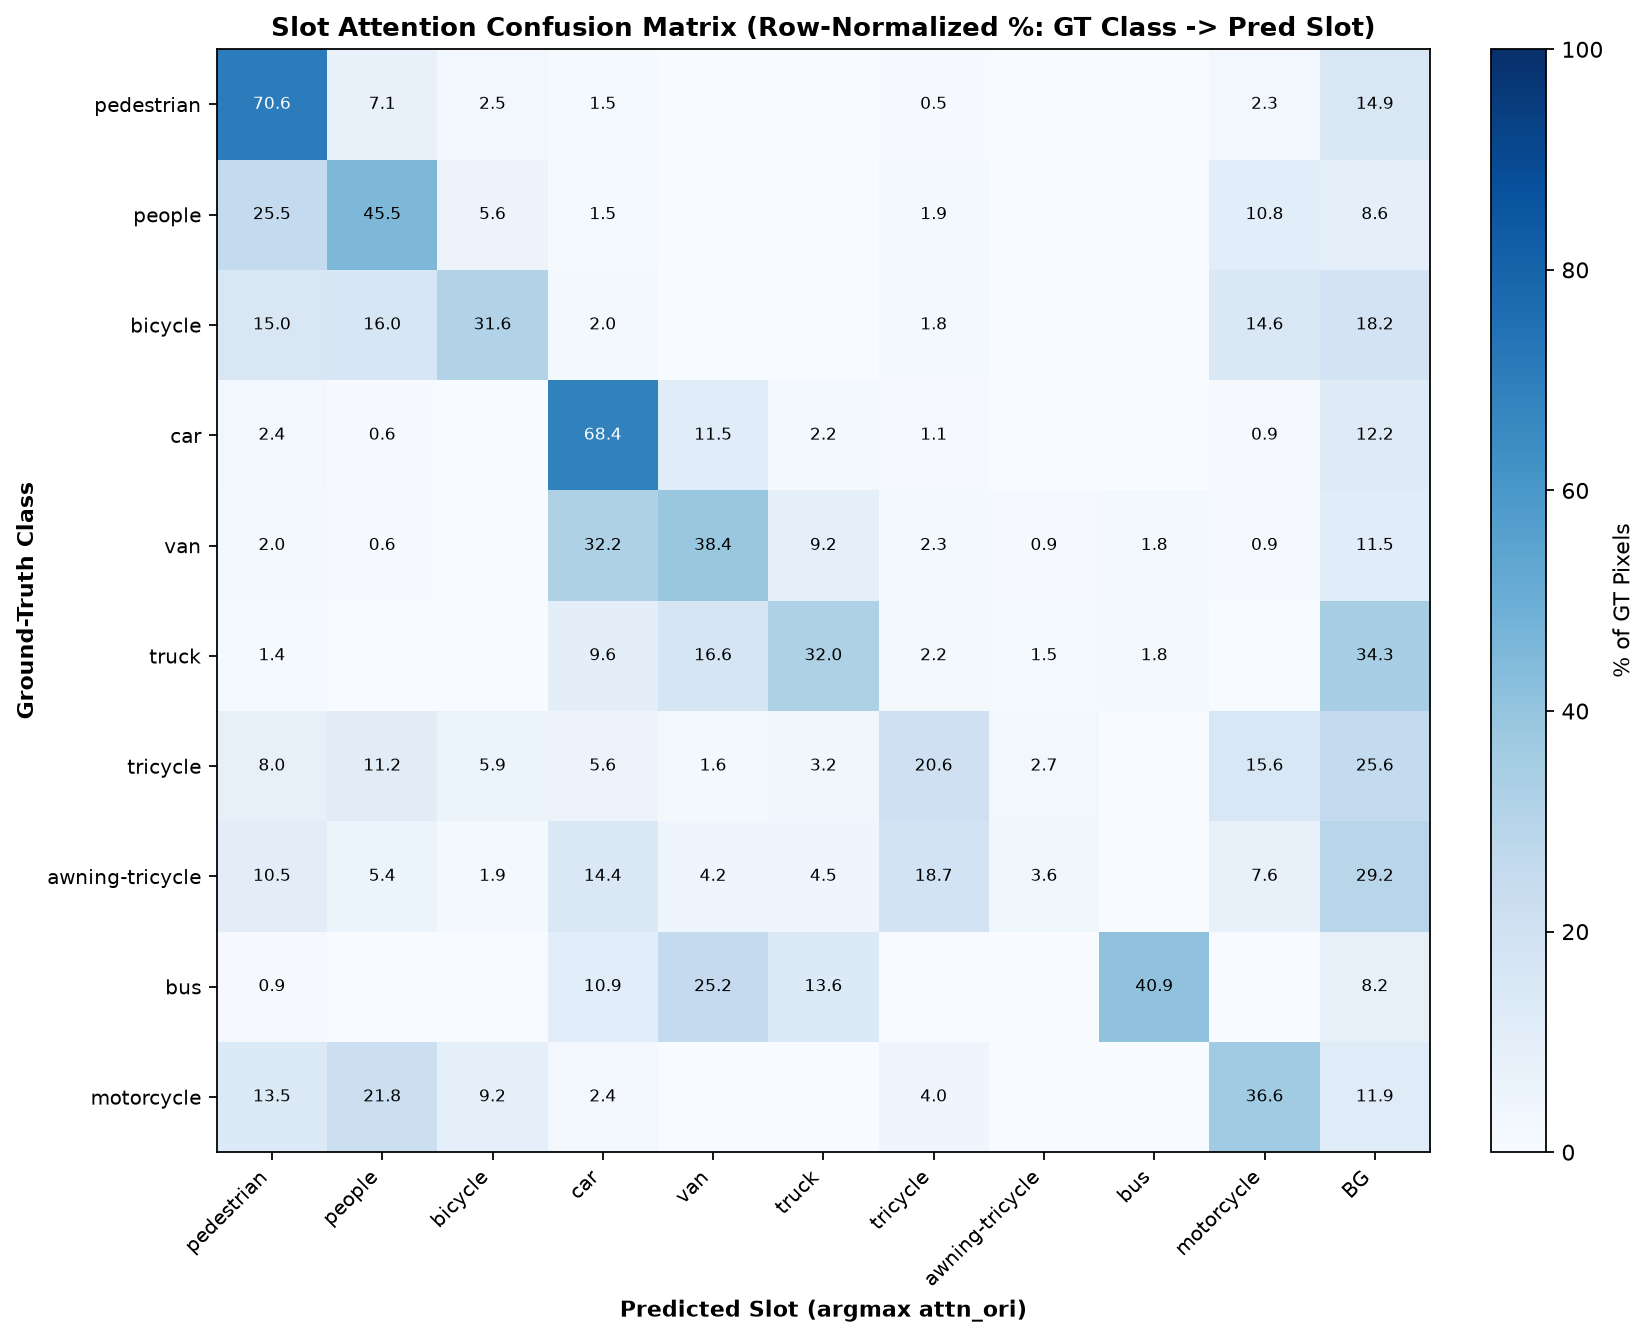 Slot Attention Confusion Matrix (Row-Normalized %: GT Class -> Pred Slot)
pedestrian 70.6 7.1 2.5 1.5 0.5 2.3 14.9
people 25.5 45.5 5.6 1.5 1.9 10.8 8.6
bicycle 15.0 16.0 31.6 2.0 1.8 14.6 18.2
car 2.4 0.6 68.4 11.5 2.2 1.1 0.9 12.2
van 2.0 0.6 32.2 38.4 9.2 2.3 0.9 1.8 0.9 11.5
truck 1.4 9.6 16.6 32.0 2.2 1.5 1.8 34.3
tricycle 8.0 11.2 5.9 5.6 1.6 3.2 20.6 2.7 15.6 25.6
awning-tricycle 10.5 5.4 1.9 14.4 4.2 4.5 18.7 3.6 7.6 29.2
bus 0.9 10.9 25.2 13.6 40.9 8.2
motorcycle 13.5 21.8 9.2 2.4 4.0 36.6 11.9
pedestrian people bicycle car van truck tricycle awning-tricycle bus motorcycle BG
Predicted Slot (argmax attn_ori)
Ground-Truth Class
100
80
60
40
20
0
% of GT Pixels